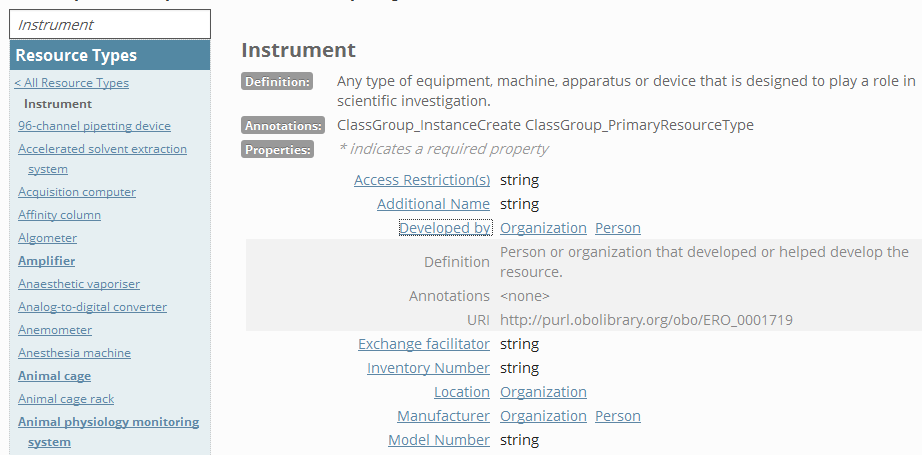 Instrument
Resource Types
< All Resource Types
Instrument
96-channel pipetting device
Accelerated solvent extraction
system
Acquisition computer
Affinity column
Algometer
Amplifier
Anaesthetic vaporiser
Analog-to-digital converter
Anemometer
Anesthesia machine
Animal cage
Animal cage rack
Animal physiology monitoring
system
Instrument
Definition: Any type of equipment, machine, apparatus or device that is designed to play a role in
scientific investigation.
Annotations: ClassGroup_InstanceCreate ClassGroup_PrimaryResourceType
Properties: * indicates a required property
Access Restriction(s) string
Additional Name string
Developed by Organization Person
Definition Person or organization that developed or helped develop the
resource.
Annotations <none>
URI http://purl.obolibrary.org/obo/ERO_0001719
Exchange facilitator string
Inventory Number string
Location Organization
Manufacturer Organization Person
Model Number string